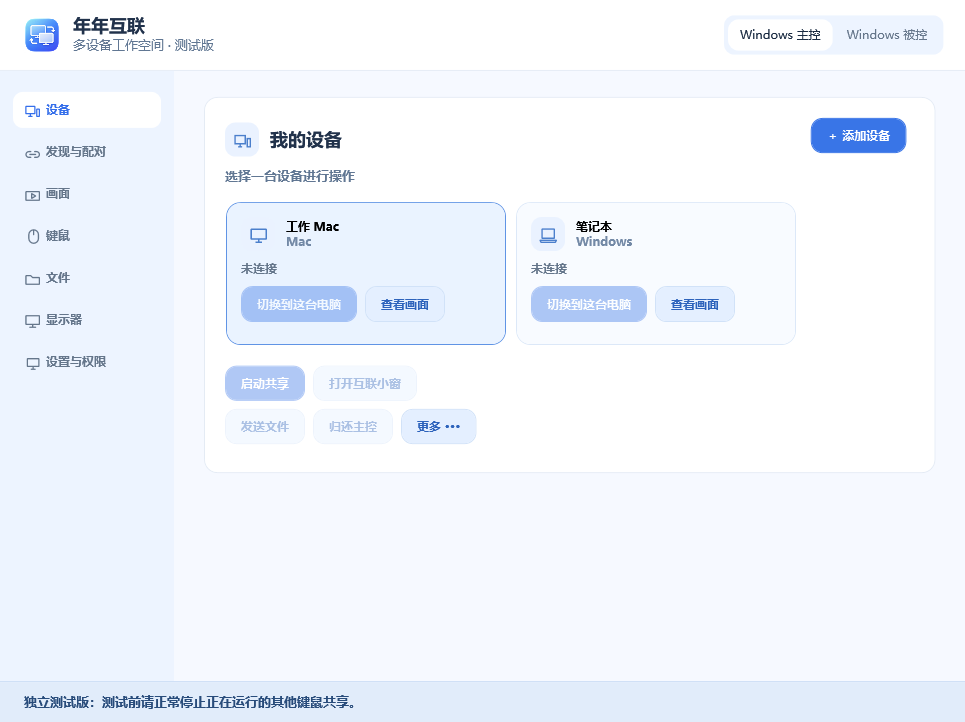 年年互联
多设备工作空间 · 测试版
Windows 主控
Windows 被控
设备
发现与配对
画面
键鼠
文件
显示器
设置与权限
我的设备
+ 添加设备
选择一台设备进行操作
工作 Mac
Mac
未连接
切换到这台电脑
查看画面
笔记本
Windows
未连接
切换到这台电脑
查看画面
启动共享
打开互联小窗
发送文件
归还主控
更多 •••
独立测试版：测试前请正常停止正在运行的其他键鼠共享。